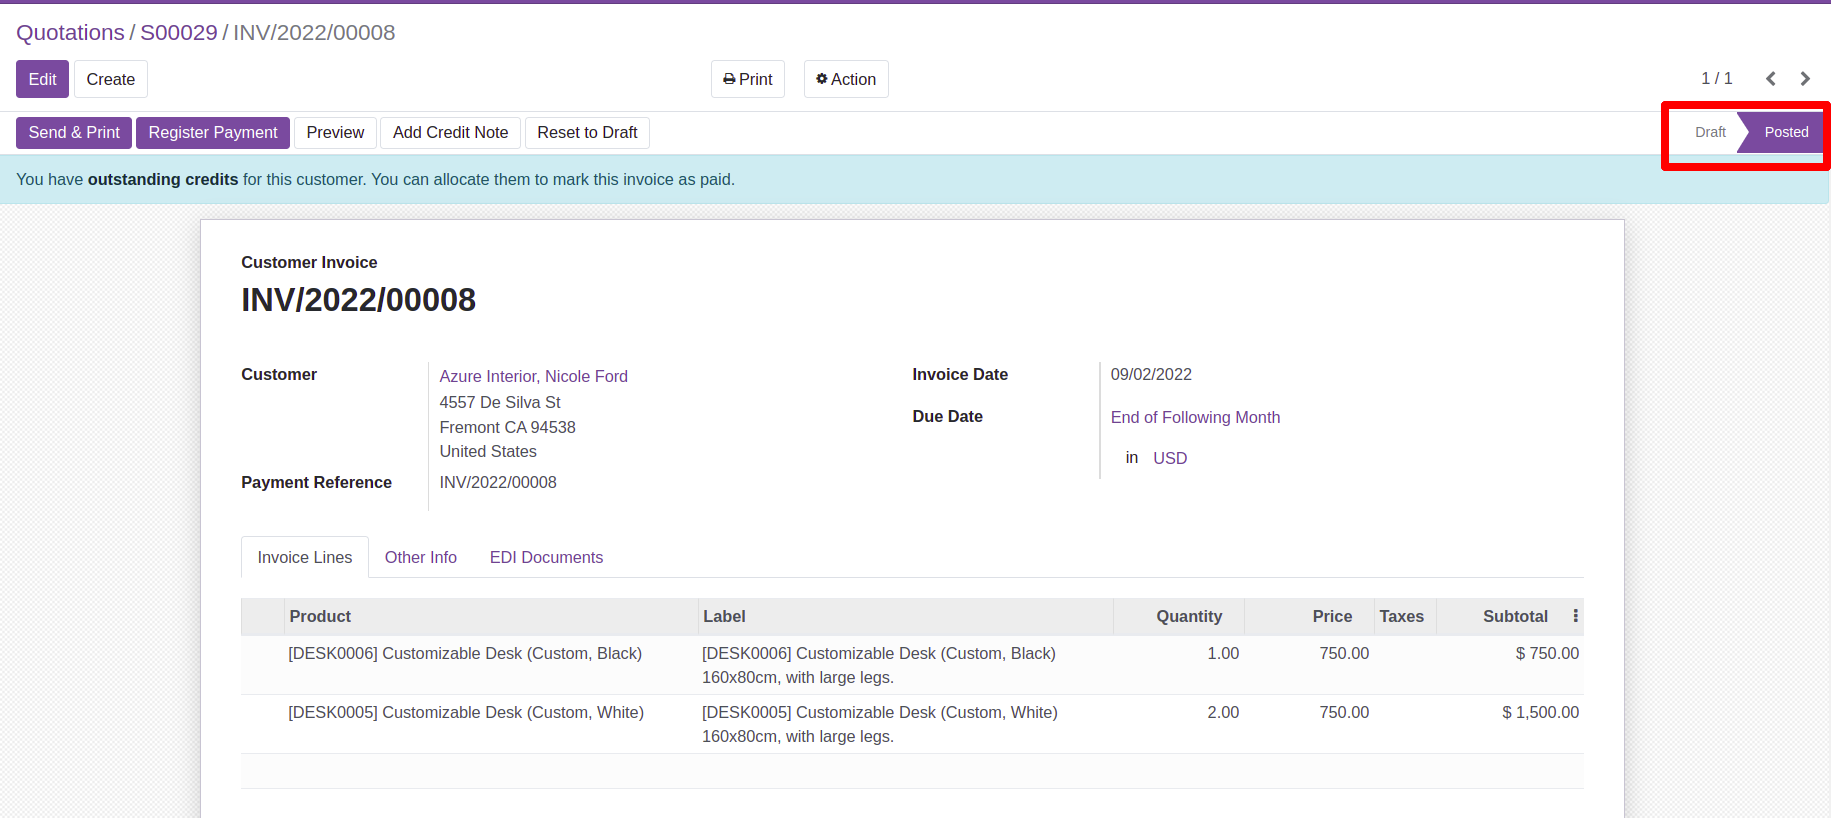 Quotations / S00029 / INV/2022/00008
Edit Create Print Action 1 / 1
Send & Print Register Payment Preview Add Credit Note Reset to Draft Draft Posted
You have outstanding credits for this customer. You can allocate them to mark this invoice as paid.
Customer Invoice
INV/2022/00008
Customer Azure Interior, Nicole Ford Invoice Date 09/02/2022
4557 De Silva St Due Date End of Following Month
Fremont CA 94538
United States in USD
Payment Reference INV/2022/00008
Invoice Lines Other Info EDI Documents
Product Label Quantity Price Taxes Subtotal
[DESK0006] Customizable Desk (Custom, Black) [DESK0006] Customizable Desk (Custom, Black) 1.00 750.00 $ 750.00
160x80cm, with large legs.
[DESK0005] Customizable Desk (Custom, White) [DESK0005] Customizable Desk (Custom, White) 2.00 750.00 $ 1,500.00
160x80cm, with large legs.